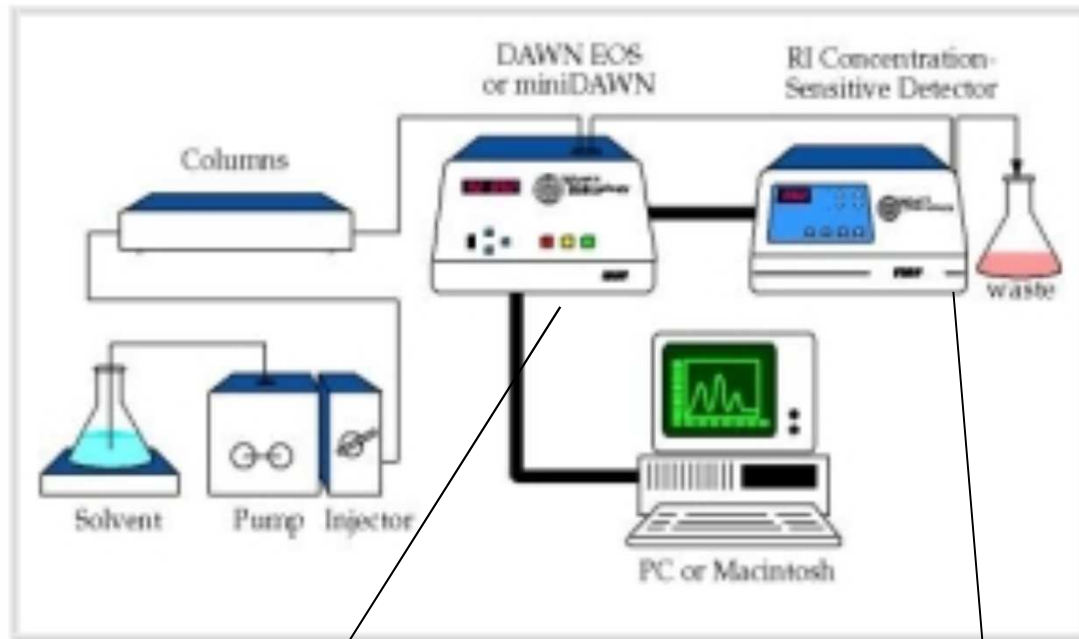 DAWN EOS
or miniDAWN
RI Concentration-
Sensitive Detector
Columns
waste
Solvent
Pump
Injector
PC or Macintosh